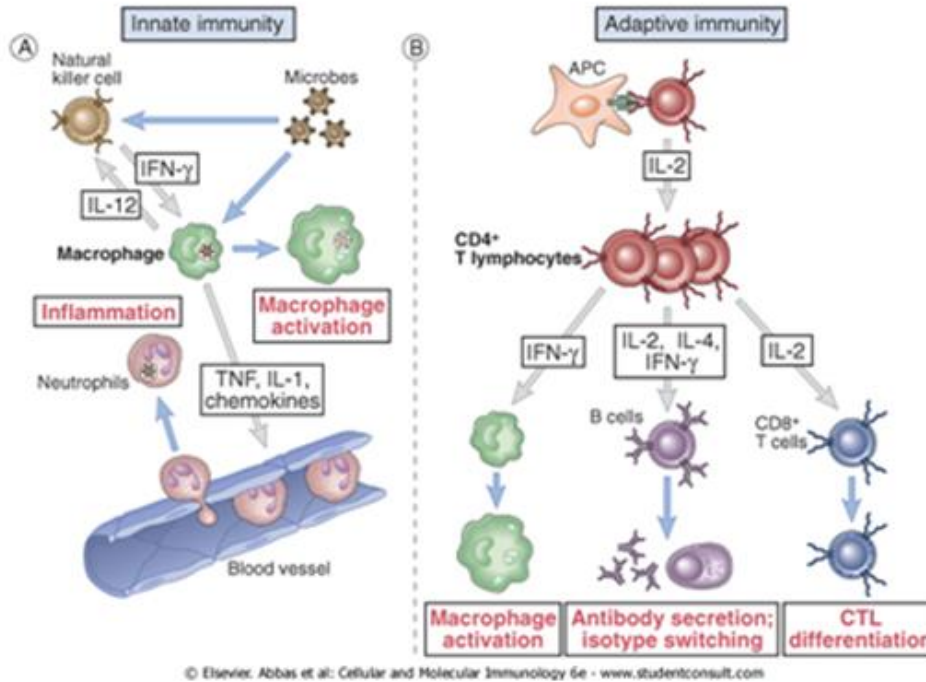 Innate immunity
A
Natural
killer cell
Microbes
IFN-γ
IL-12
Macrophage
Inflammation
Macrophage
activation
Neutrophils
TNF, IL-1,
chemokines
Blood vessel
Adaptive immunity
B
APC
IL-2
CD4+
T lymphocytes
IFN-γ
IL-2, IL-4,
IFN-γ
IL-2
B cells
CD8+
T cells
Macrophage
activation
Antibody secretion;
isotype switching
CTL
differentiation
© Elsevier. Abbas et al: Cellular and Molecular Immunology 6e - www.studentconsult.com